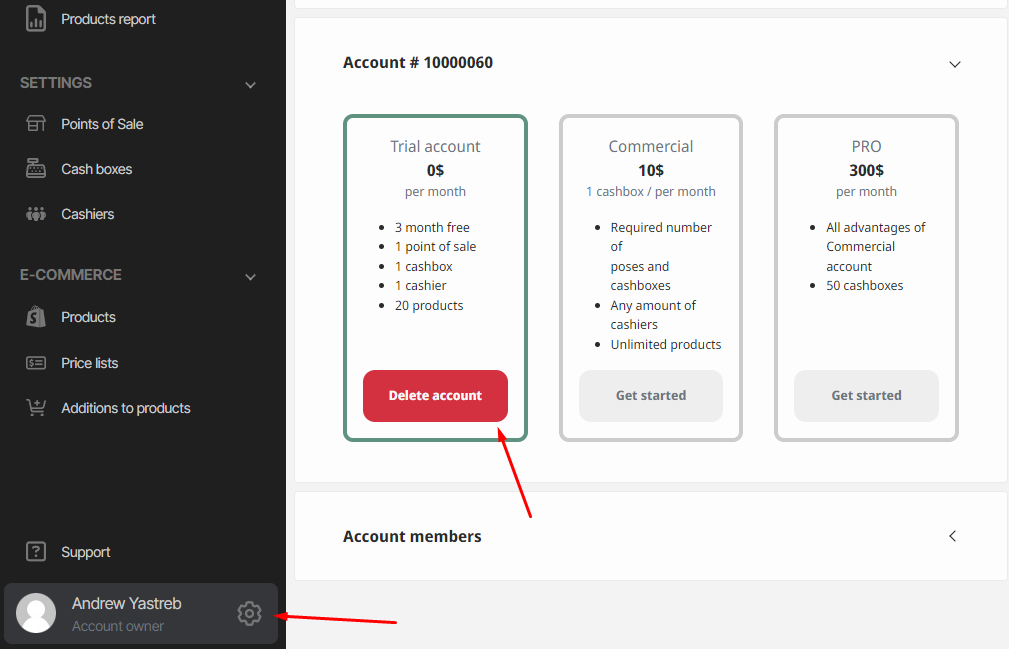 Products report
SETTINGS
Points of Sale
Cash boxes
Cashiers
E-COMMERCE
Products
Price lists
Additions to products
Support
Andrew Yastreb
Account owner
Account # 10000060
Trial account
0$
per month
3 month free
1 point of sale
1 cashbox
1 cashier
20 products
Delete account
Commercial
10$
1 cashbox / per month
Required number
of
poses and
cashboxes
Any amount of
cashiers
Unlimited products
Get started
PRO
300$
per month
All advantages of
Commercial
account
50 cashboxes
Get started
Account members